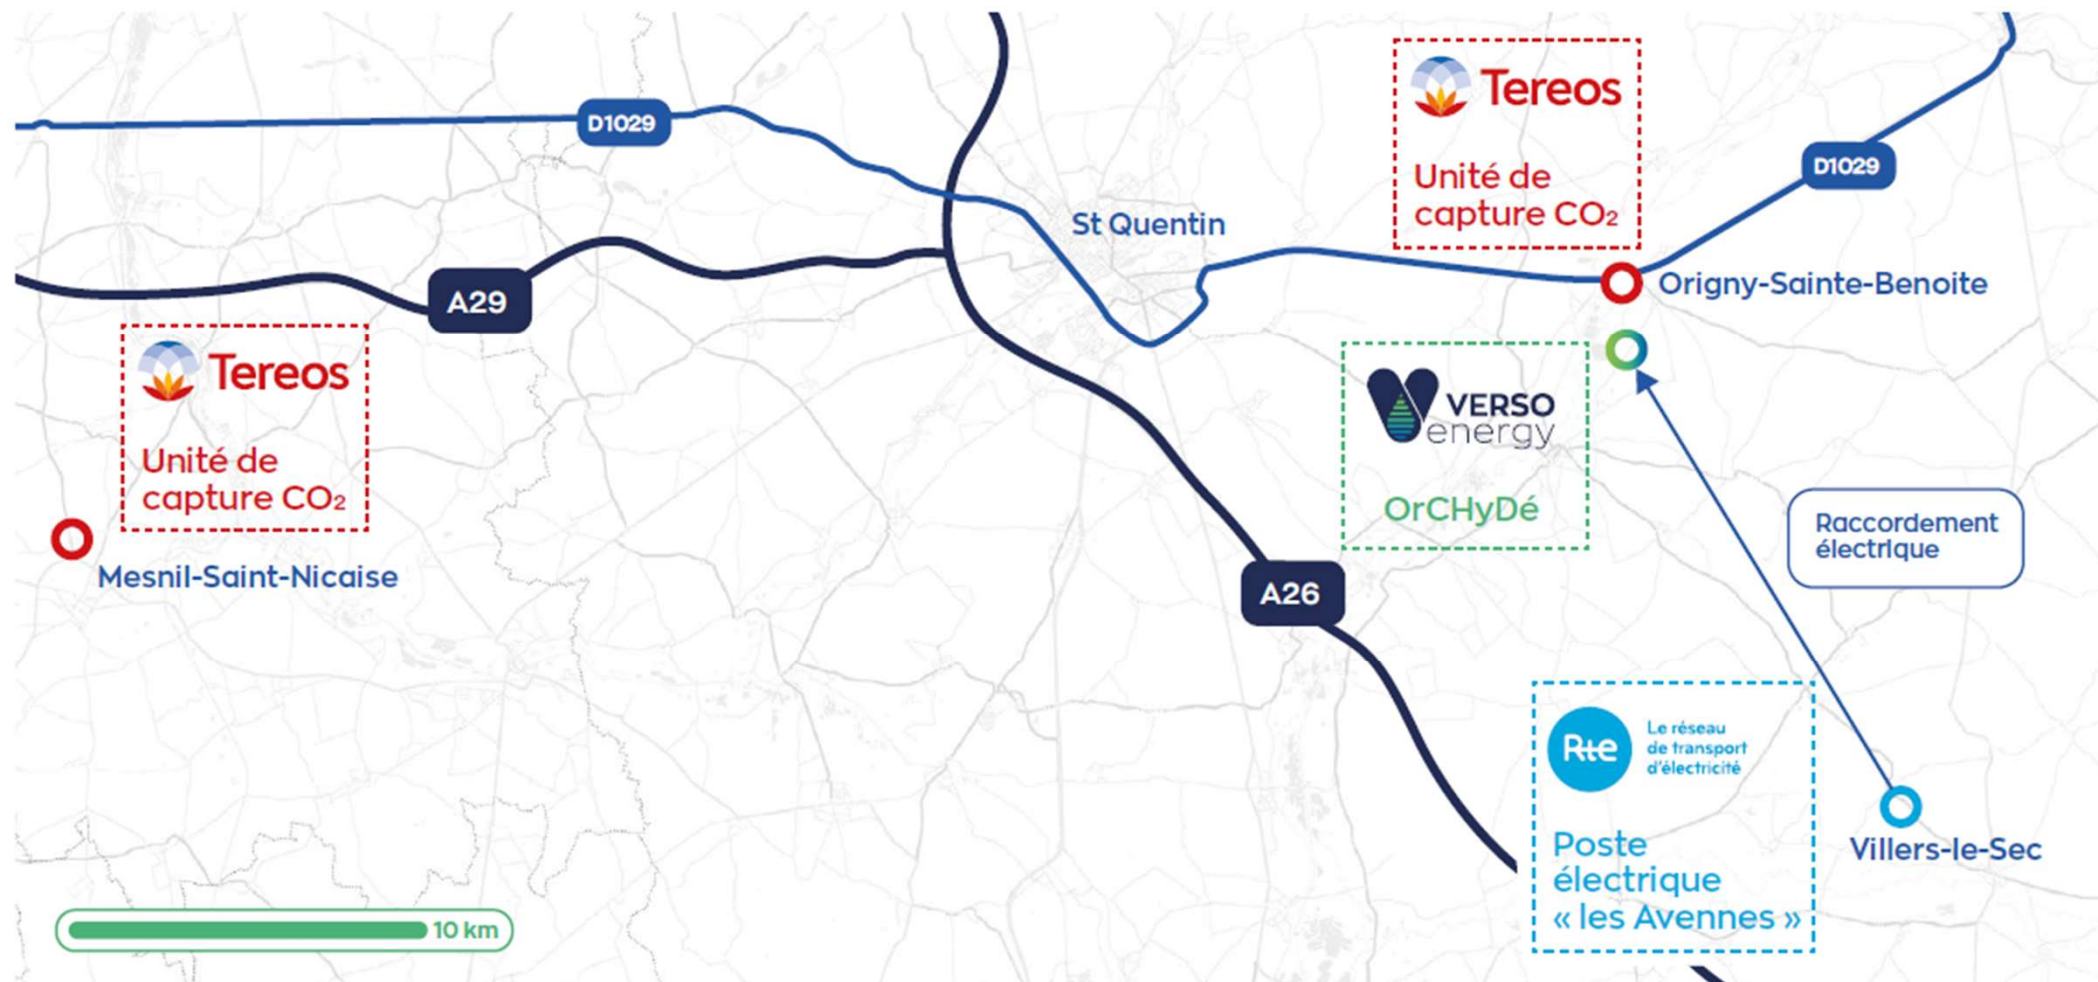 D1029
Tereos
Unité de
capture CO₂
D1029
St Quentin
Origny-Sainte-Benoite
A29
Tereos
Unité de
capture CO₂
Mesnil-Saint-Nicaise
VERSO
energy
OrCHyDé
Raccordement
électrique
A26
Rte
Le réseau
de transport
d'électricité
Poste
électrique
« les Avennes »
Villers-le-Sec
10 km